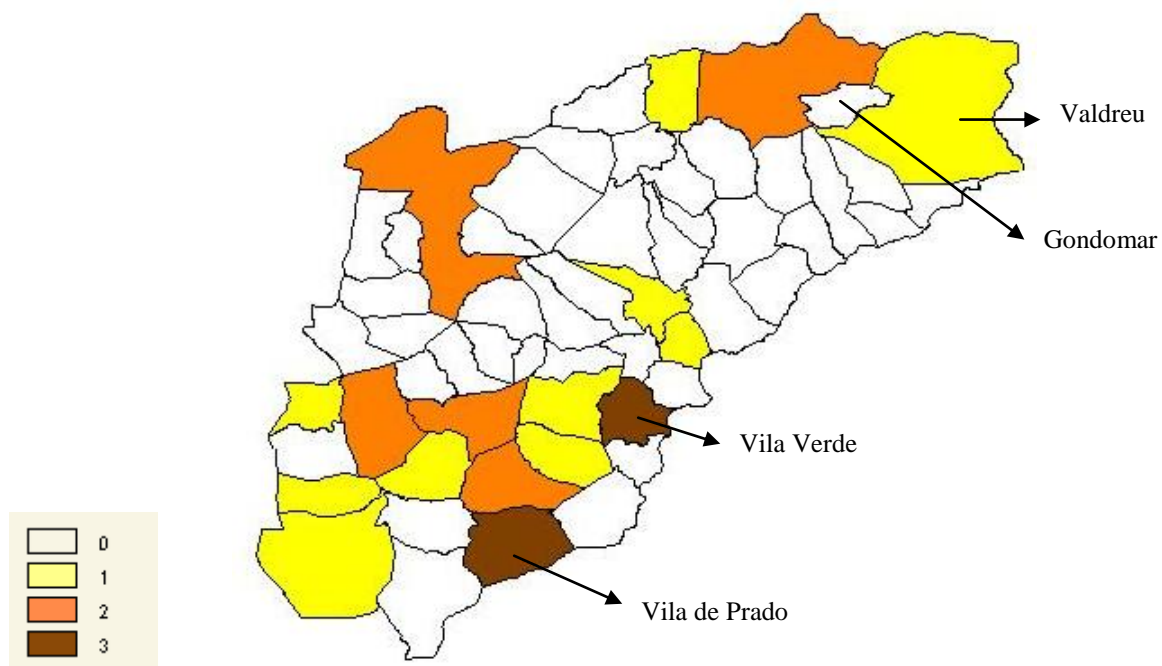 Valdreu
Gondomar
Vila Verde
Vila de Prado
0
1
2
3